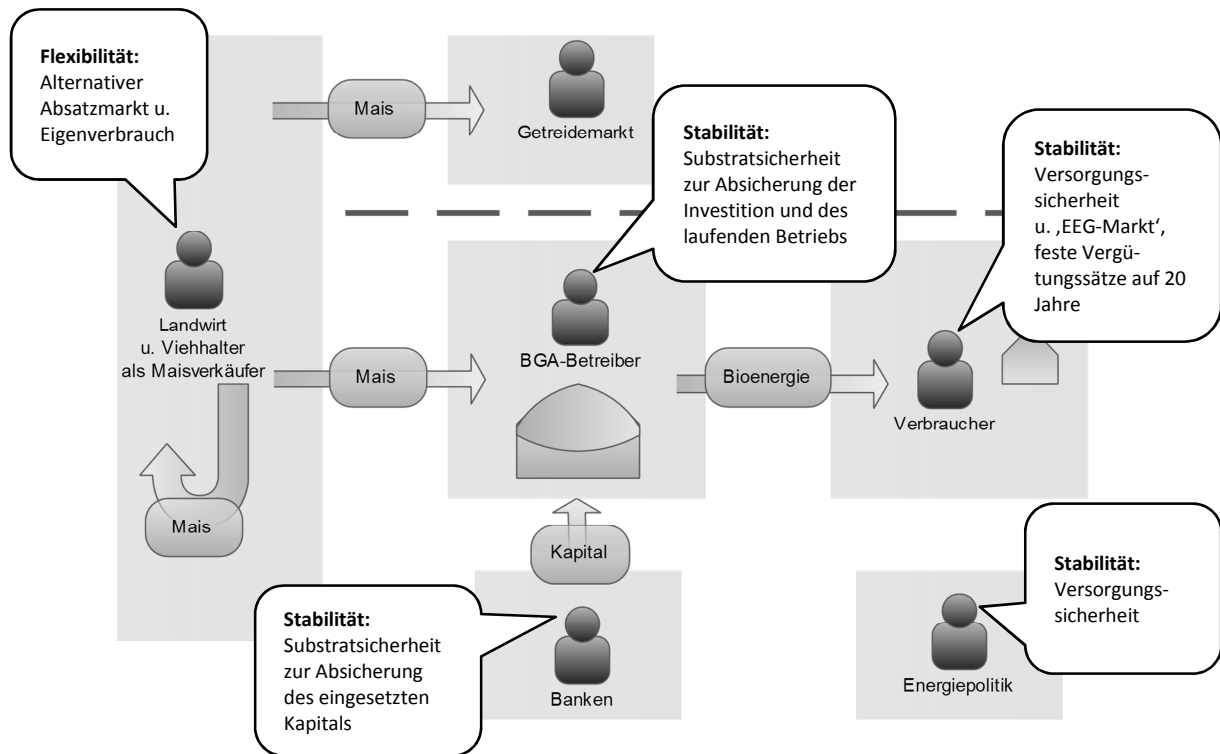 Flexibilität:
Alternativer
Absatzmarkt u.
Eigenverbrauch
Mais
Getreidemarkt
Stabilität:
Substratsicherheit
zur Absicherung der
Investition und des
laufenden Betriebs
Stabilität:
Versorgungs-
sicherheit
u. ‚EEG-Markt‘,
feste Vergü-
tungssätze auf 20
Jahre
Landwirt
u. Viehhalter
als Maisverkäufer
Mais
BGA-Betreiber
Bioenergie
Verbraucher
Mais
Kapital
Stabilität:
Substratsicherheit
zur Absicherung
des eingesetzten
Kapitals
Banken
Stabilität:
Versorgungs-
sicherheit
Energiepolitik